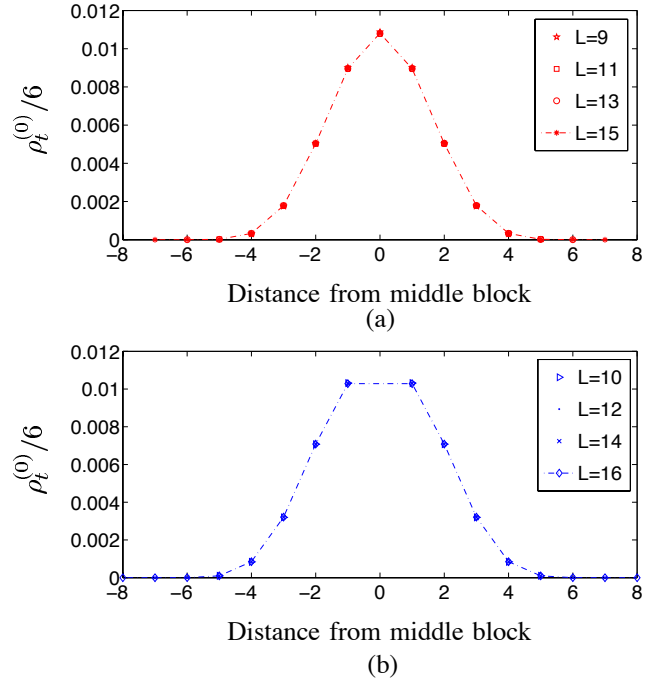 0.012
0.01
0.008
0.006
0.004
0.002
0
ρ_t^(0)/6
L=9
L=11
L=13
L=15
−8 −6 −4 −2 0 2 4 6 8
Distance from middle block
(a)
0.012
0.01
0.008
0.006
0.004
0.002
0
ρ_t^(0)/6
L=10
L=12
L=14
L=16
−8 −6 −4 −2 0 2 4 6 8
Distance from middle block
(b)